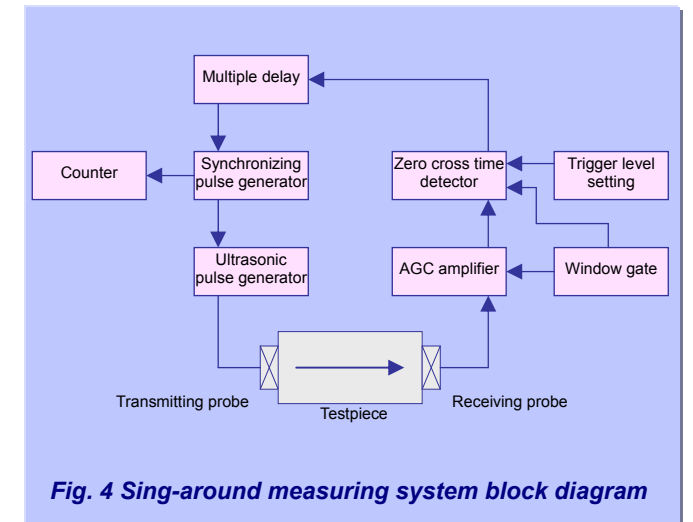 Multiple delay
Counter
Synchronizing
pulse generator
Zero cross time
detector
Trigger level
setting
Ultrasonic
pulse generator
AGC amplifier
Window gate
Transmitting probe
Testpiece
Receiving probe
Fig. 4 Sing-around measuring system block diagram